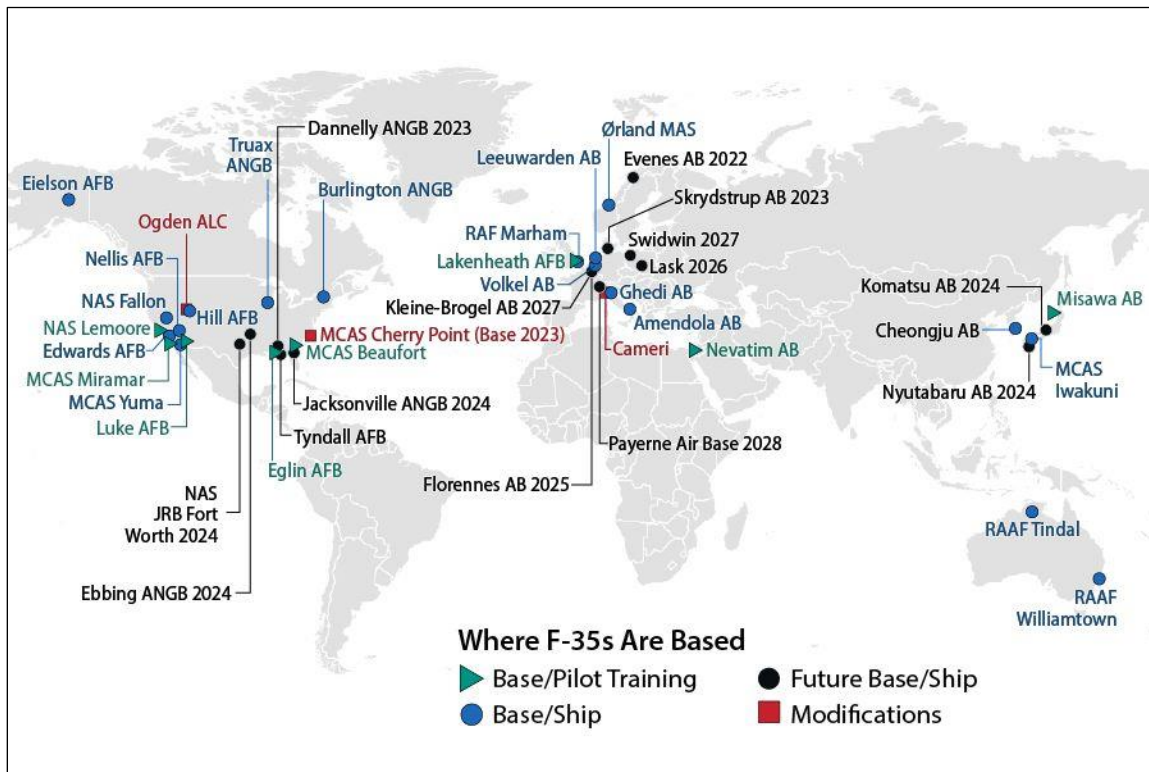 Dannelly ANGB 2023
Truax
ANGB
Ørland MAS
Leeuwarden AB
Evenes AB 2022
Eielson AFB
Burlington ANGB
Skrydstrup AB 2023
Ogden ALC
RAF Marham
Swidwin 2027
Nellis AFB
Lakenheath AFB
Lask 2026
Volkel AB
Komatsu AB 2024
Misawa AB
NAS Fallon
Kleine-Brogel AB 2027
Ghedi AB
Hill AFB
NAS Lemoore
MCAS Cherry Point (Base 2023)
Amendola AB
Cheongju AB
Edwards AFB
MCAS Beaufort
Cameri
Nevatim AB
MCAS Miramar
Nyutabaru AB 2024
MCAS
Iwakuni
MCAS Yuma
Jacksonville ANGB 2024
Luke AFB
Tyndall AFB
Payerne Air Base 2028
Eglin AFB
Florennes AB 2025
NAS
JRB Fort
Worth 2024
RAAF Tindal
Ebbing ANGB 2024
RAAF
Williamtown
Where F-35s Are Based
Base/Pilot Training
Future Base/Ship
Base/Ship
Modifications